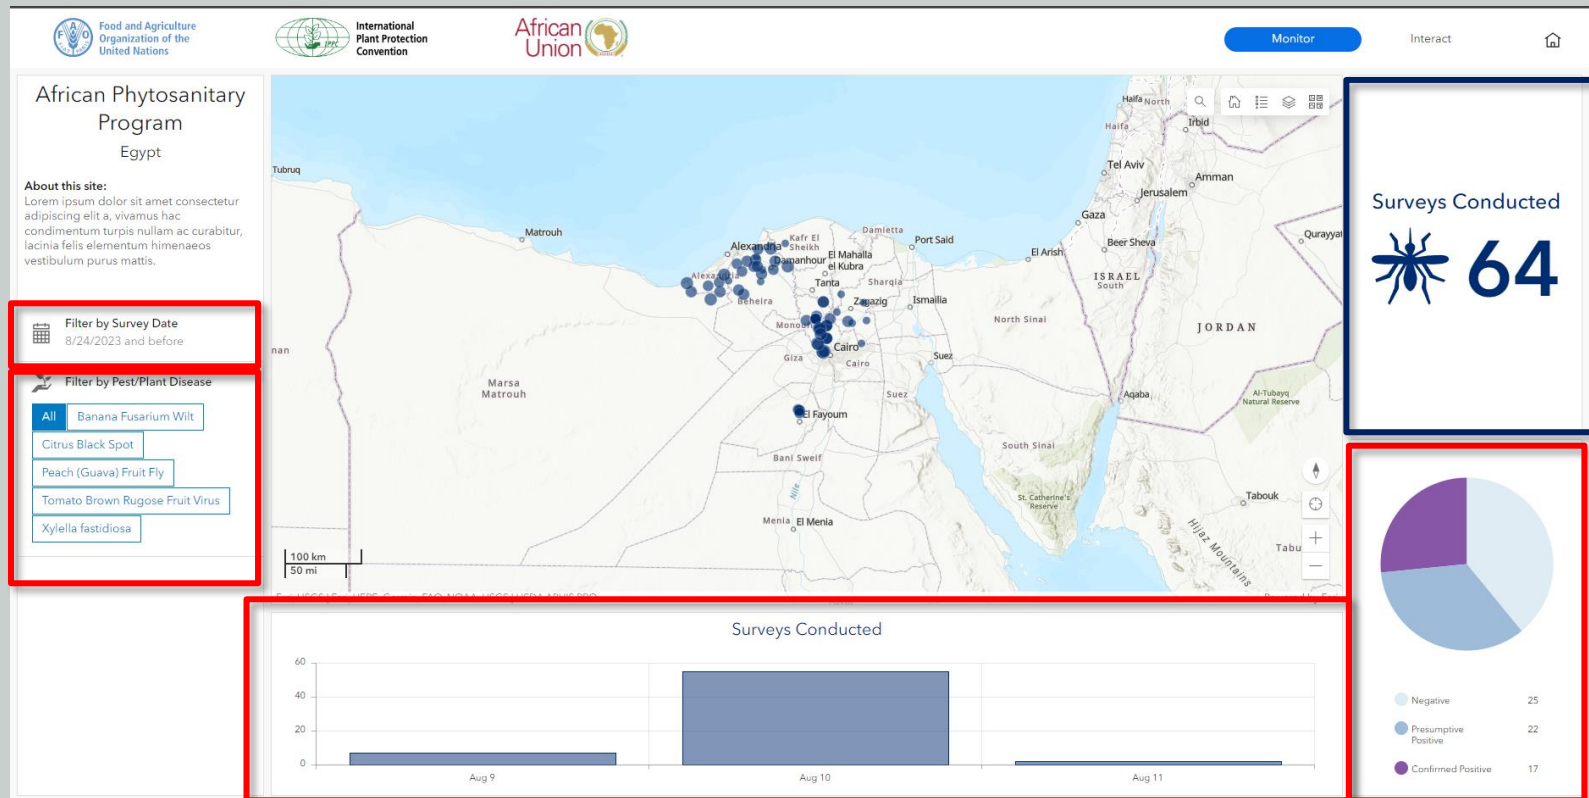 Food and Agriculture
Organization of the
United Nations
IPPC
International
Plant Protection
Convention
African
Union
Monitor
Interact
African Phytosanitary
Program
Egypt
About this site:
Lorem ipsum dolor sit amet consectetur
adipiscing elit a, vivamus hac
condimentum turpis nullam ac curabitur,
lacinia felis elementum himenaeos
vestibulum purus mattis.
Filter by Survey Date
8/24/2023 and before
Filter by Pest/Plant Disease
All
Banana Fusarium Wilt
Citrus Black Spot
Peach (Guava) Fruit Fly
Tomato Brown Rugose Fruit Virus
Xylella fastidiosa
Tubruq
nan
Matrouh
Marsa
Matrouh
Alexandria
Alexandria
Beheira
Kafr El
Sheikh
Damanhour
El Mahalla
el Kubra
Damietta
Port Said
Tanta
Sharqia
Zagazig
Ismailia
Giza
Cairo
Cairo
Suez
Suez
El Fayoum
Bani Sweif
Nile
Menia
El Menia
El Arish
North Sinai
South Sinai
St. Catherine's
Reserve
Haifa
North
Haifa
Irbid
Tel Aviv
Amman
Jerusalem
Gaza
Beer Sheva
ISRAEL
South
Qurayyat
JORDAN
Aqaba
Al-Tubayq
Natural Reserve
Tabouk
Hijaz Mountains
Tabu
100 km
50 mi
Surveys Conducted
64
Surveys Conducted
60
40
20
0
Aug 9
Aug 10
Aug 11
Negative 25
Presumptive
Positive 22
Confirmed Positive 17